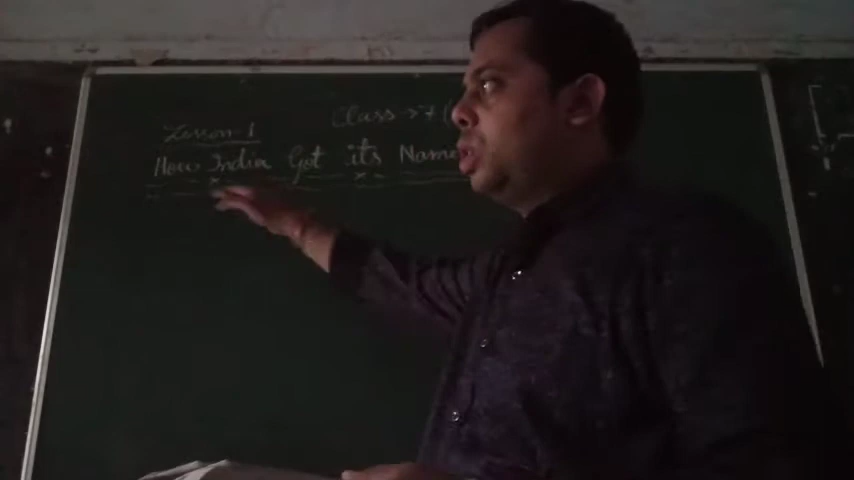 Class → 7 (
Lesson-1
How India Got its Name